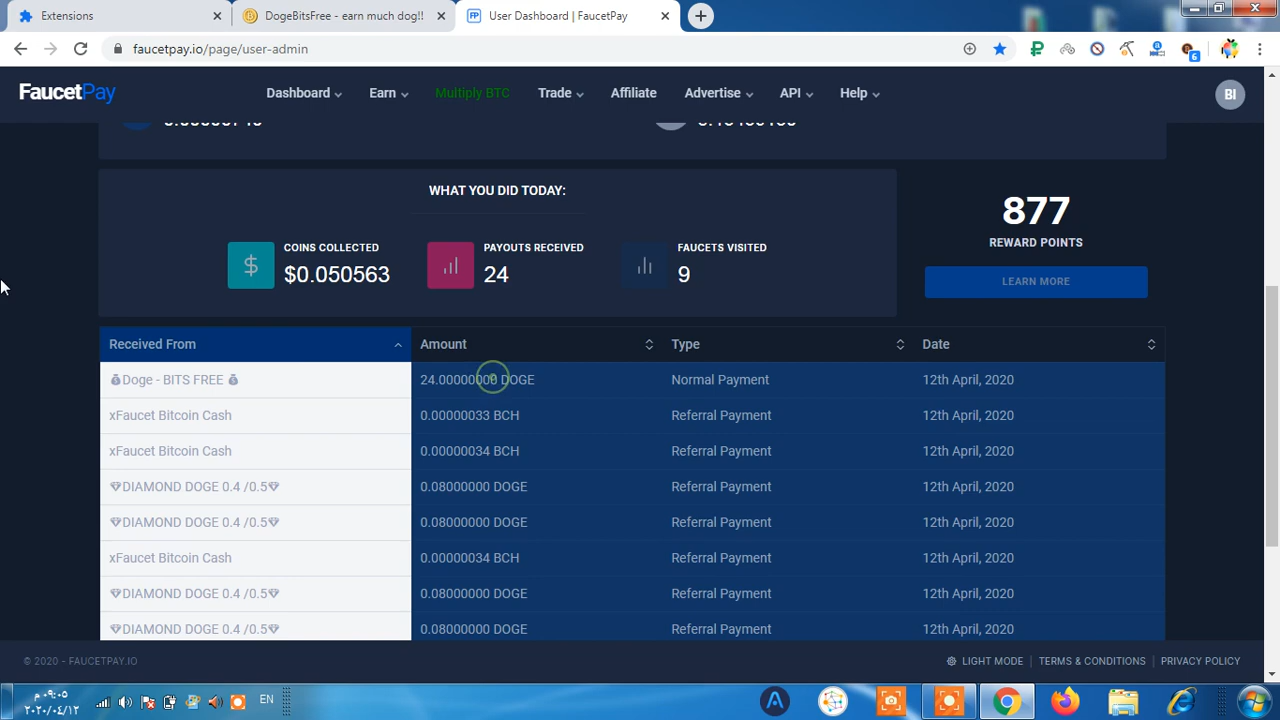 Extensions
DogeBitsFree - earn much dog!!
User Dashboard | FaucetPay
faucetpay.io/page/user-admin
6
FaucetPay
Dashboard
Earn
Multiply BTC
Trade
Affiliate
Advertise
API
Help
BI
WHAT YOU DID TODAY:
COINS COLLECTED
$0.050563
PAYOUTS RECEIVED
24
FAUCETS VISITED
9
877
REWARD POINTS
LEARN MORE
Received From Amount Type Date
💰Doge - BITS FREE 💰 24.00000000 DOGE Normal Payment 12th April, 2020
xFaucet Bitcoin Cash 0.00000033 BCH Referral Payment 12th April, 2020
xFaucet Bitcoin Cash 0.00000034 BCH Referral Payment 12th April, 2020
💎DIAMOND DOGE 0.4 /0.5💎 0.08000000 DOGE Referral Payment 12th April, 2020
💎DIAMOND DOGE 0.4 /0.5💎 0.08000000 DOGE Referral Payment 12th April, 2020
xFaucet Bitcoin Cash 0.00000034 BCH Referral Payment 12th April, 2020
💎DIAMOND DOGE 0.4 /0.5💎 0.08000000 DOGE Referral Payment 12th April, 2020
💎DIAMOND DOGE 0.4 /0.5💎 0.08000000 DOGE Referral Payment 12th April, 2020
© 2020 - FAUCETPAY.IO
LIGHT MODE | TERMS & CONDITIONS | PRIVACY POLICY
٠٩:٠٥ م
٢٠٢٠/٠٤/١٢
EN